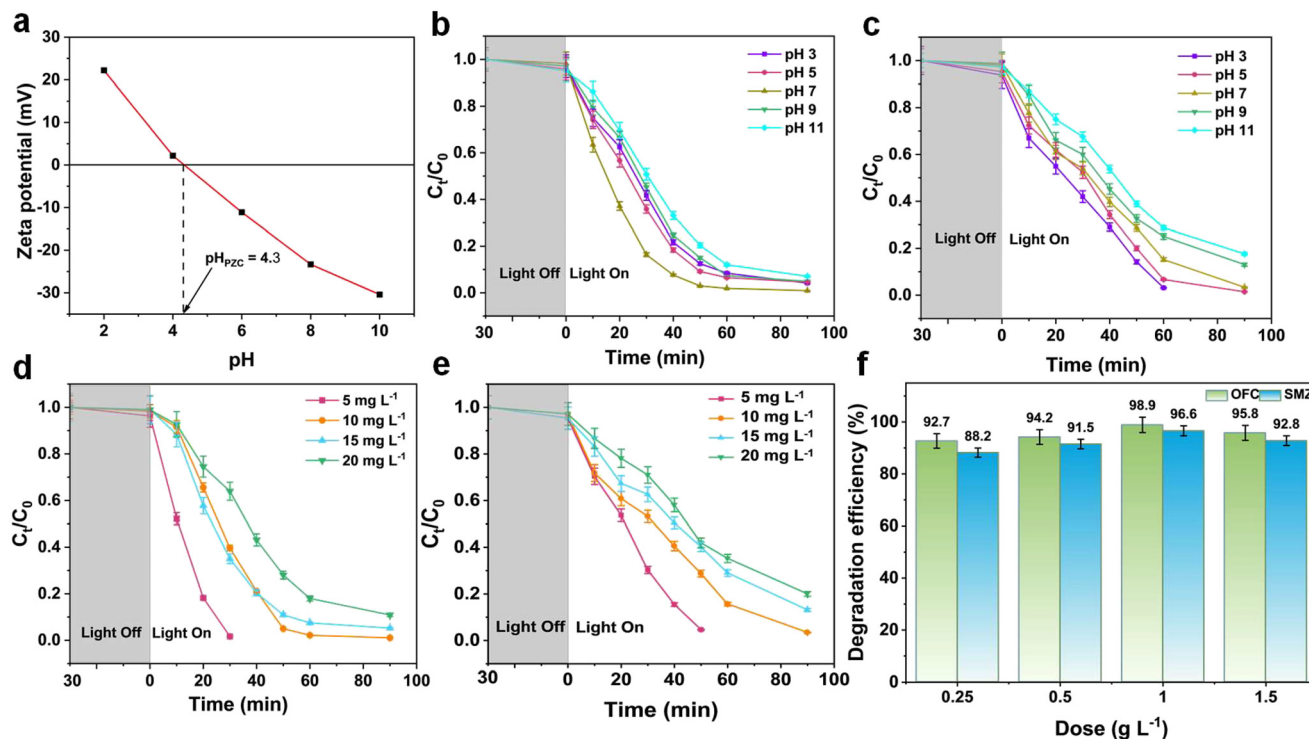 a
Zeta potential (mV)
30
20
10
0
-10
-20
-30
pHPZC = 4.3
2 4 6 8 10
pH
b
Ct/C0
1.0
0.8
0.6
0.4
0.2
0.0
pH 3
pH 5
pH 7
pH 9
pH 11
Light Off Light On
30 0 20 40 60 80 100
Time (min)
c
Ct/C0
1.0
0.8
0.6
0.4
0.2
0.0
pH 3
pH 5
pH 7
pH 9
pH 11
Light Off Light On
30 0 20 40 60 80 100
Time (min)
d
Ct/C0
1.0
0.8
0.6
0.4
0.2
0.0
5 mg L⁻¹
10 mg L⁻¹
15 mg L⁻¹
20 mg L⁻¹
Light Off Light On
30 0 20 40 60 80 100
Time (min)
e
Ct/C0
1.0
0.8
0.6
0.4
0.2
0.0
5 mg L⁻¹
10 mg L⁻¹
15 mg L⁻¹
20 mg L⁻¹
Light Off Light On
30 0 20 40 60 80 100
Time (min)
f
Degradation efficiency (%)
OFC SMZ
100
80
60
40
20
0
92.7 88.2 94.2 91.5 98.9 96.6 95.8 92.8
0.25 0.5 1 1.5
Dose (g L⁻¹)